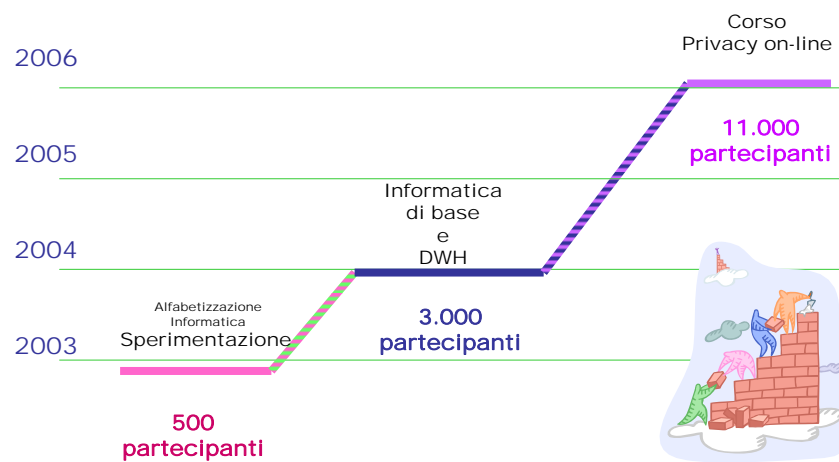 Corso
Privacy on-line
2006
11.000
partecipanti
2005
Informatica
di base
e
DWH
2004
3.000
partecipanti
Alfabetizzazione
Informatica
Sperimentazione
2003
500
partecipanti